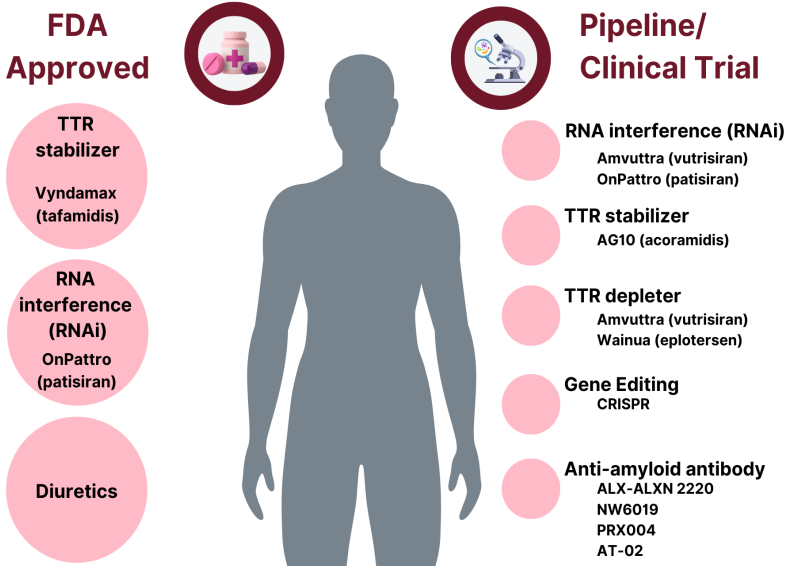 FDA
Approved
TTR
stabilizer
Vyndamax
(tafamidis)
RNA
interference
(RNAi)
OnPattro
(patisiran)
Diuretics
Pipeline/
Clinical Trial
RNA interference (RNAi)
Amvuttra (vutrisiran)
OnPattro (patisiran)
TTR stabilizer
AG10 (acoramidis)
TTR depleter
Amvuttra (vutrisiran)
Wainua (eplotersen)
Gene Editing
CRISPR
Anti-amyloid antibody
ALX-ALXN 2220
NW6019
PRX004
AT-02